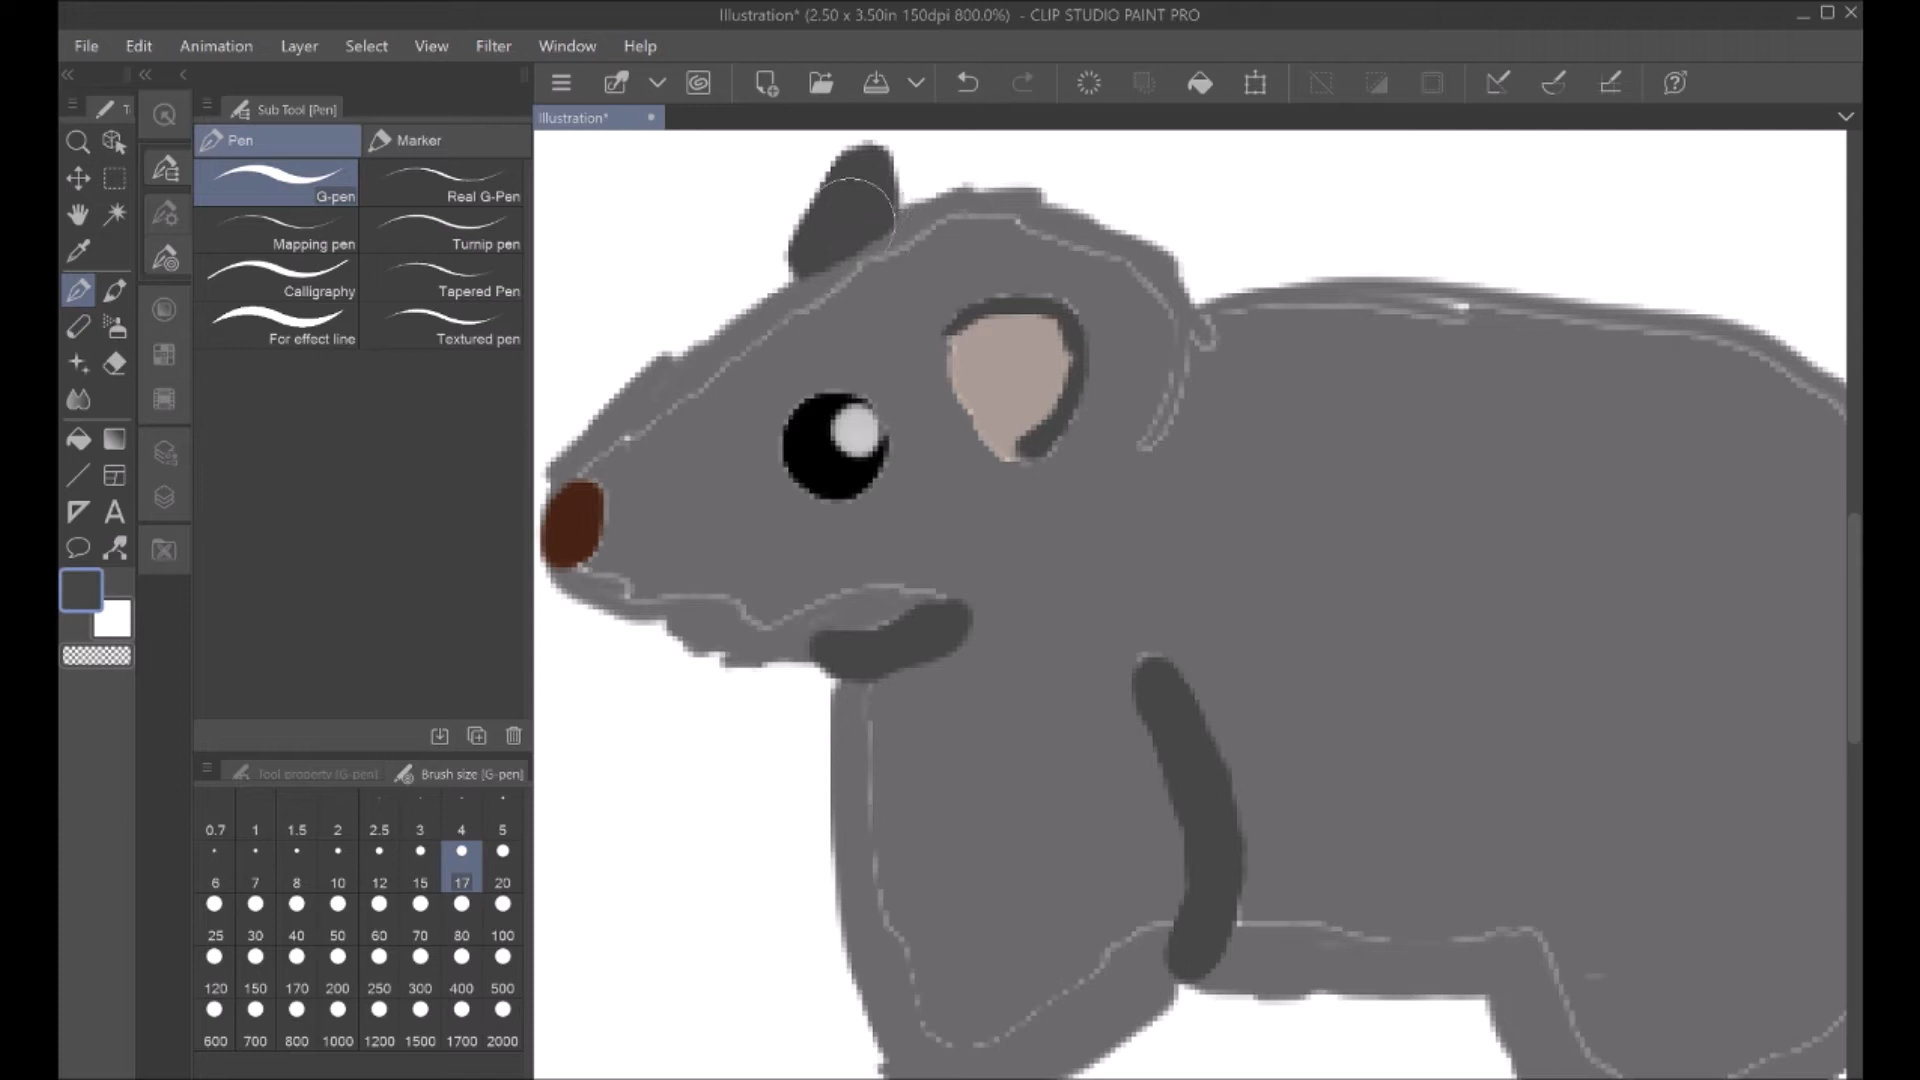 Illustration* (2.50 x 3.50in 150dpi 800.0%) - CLIP STUDIO PAINT PRO
File Edit Animation Layer Select View Filter Window Help
Sub Tool [Pen]
Illustration*
Pen Marker
G-pen Real G-Pen
Mapping pen Turnip pen
Calligraphy Tapered Pen
For effect line Textured pen
Tool property [G-pen] Brush size [G-pen]
0.7 1 1.5 2 2.5 3 4 5
6 7 8 10 12 15 17 20
25 30 40 50 60 70 80 100
120 150 170 200 250 300 400 500
600 700 800 1000 1200 1500 1700 2000